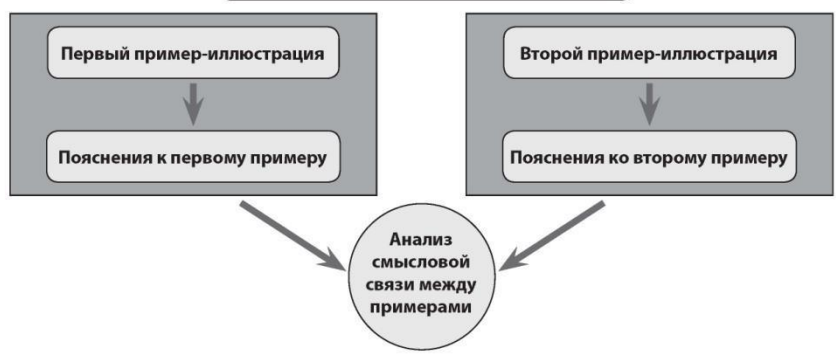 Первый пример-иллюстрация
Пояснения к первому примеру
Второй пример-иллюстрация
Пояснения ко второму примеру
Анализ
смысловой
связи между
примерами